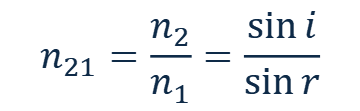 n₂₁ = n₂/n₁ = sin i/sin r